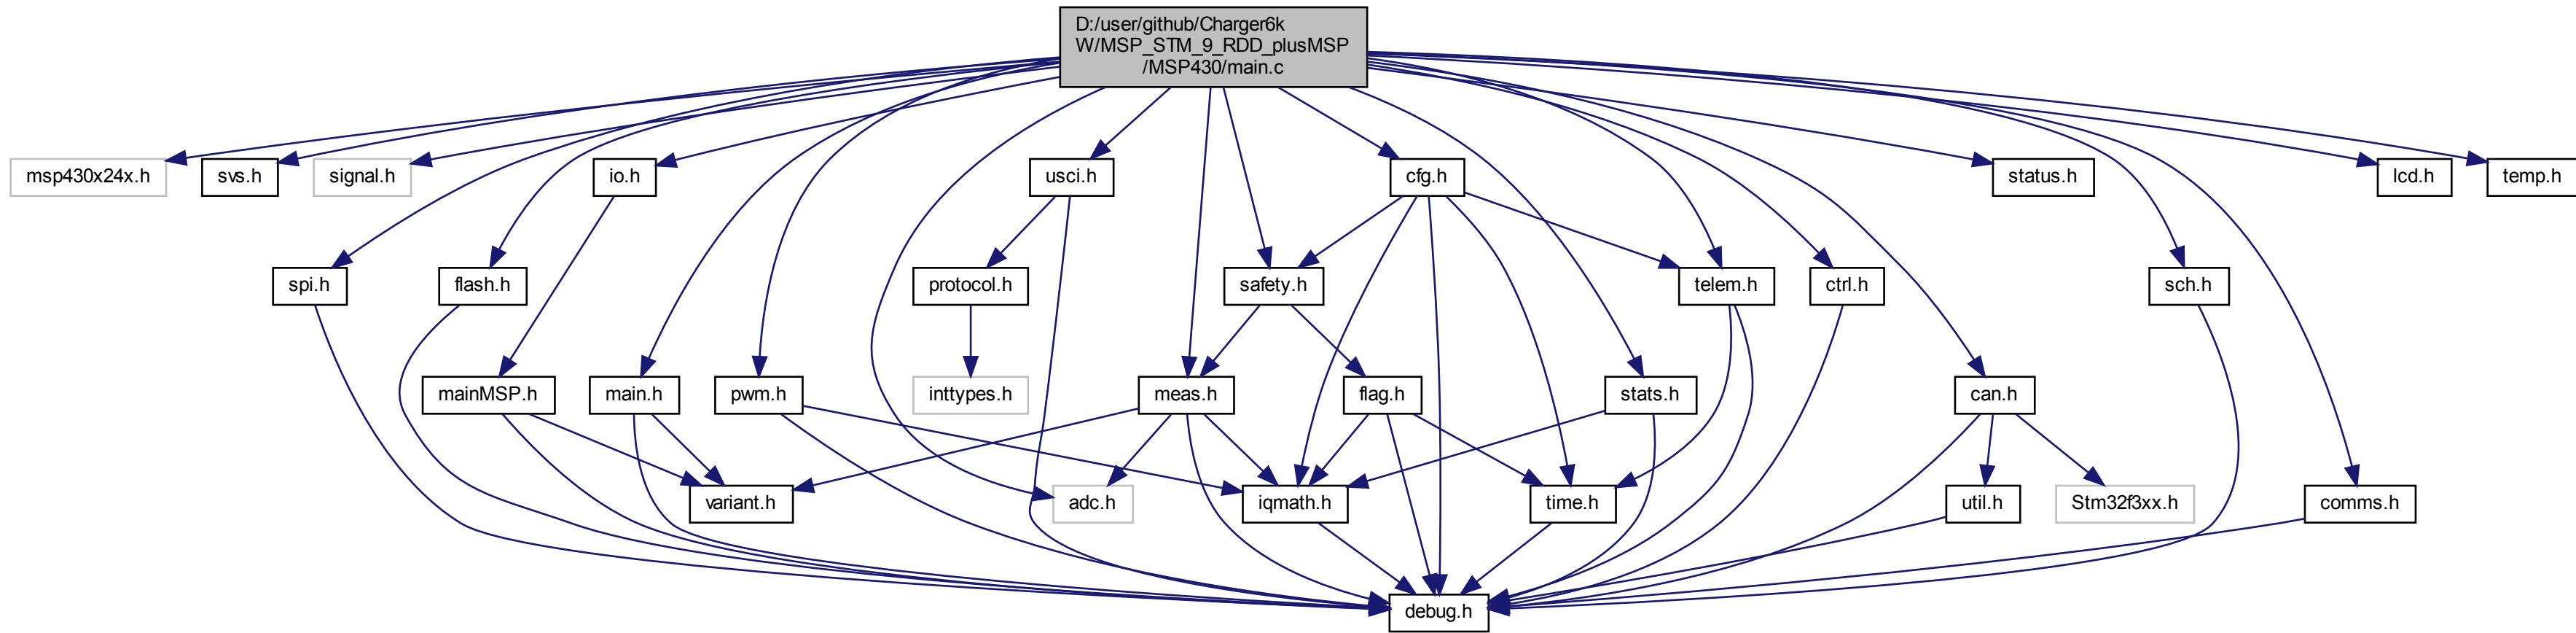 D:/user/github/Charger6k
W/MSP_STM_9_RDD_plusMSP
/MSP430/main.c
msp430x24x.h
svs.h
signal.h
io.h
usci.h
cfg.h
status.h
lcd.h
temp.h
spi.h
flash.h
protocol.h
safety.h
telem.h
ctrl.h
sch.h
mainMSP.h
main.h
pwm.h
inttypes.h
meas.h
flag.h
stats.h
can.h
variant.h
adc.h
iqmath.h
time.h
util.h
Stm32f3xx.h
comms.h
debug.h